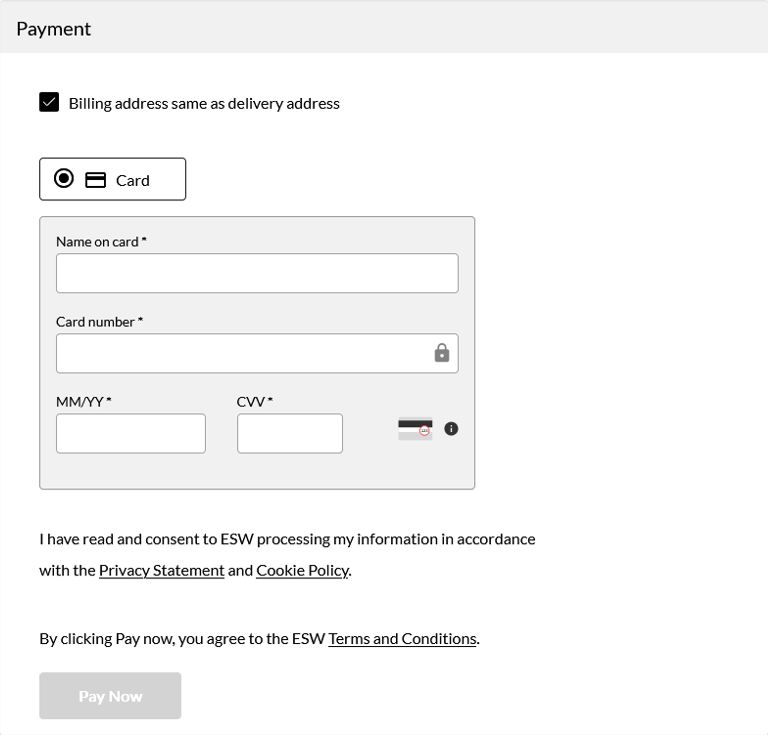 Payment
Billing address same as delivery address
Card
Name on card *
Card number *
MM/YY *
CVV *
I have read and consent to ESW processing my information in accordance
with the Privacy Statement and Cookie Policy.
By clicking Pay now, you agree to the ESW Terms and Conditions.
Pay Now